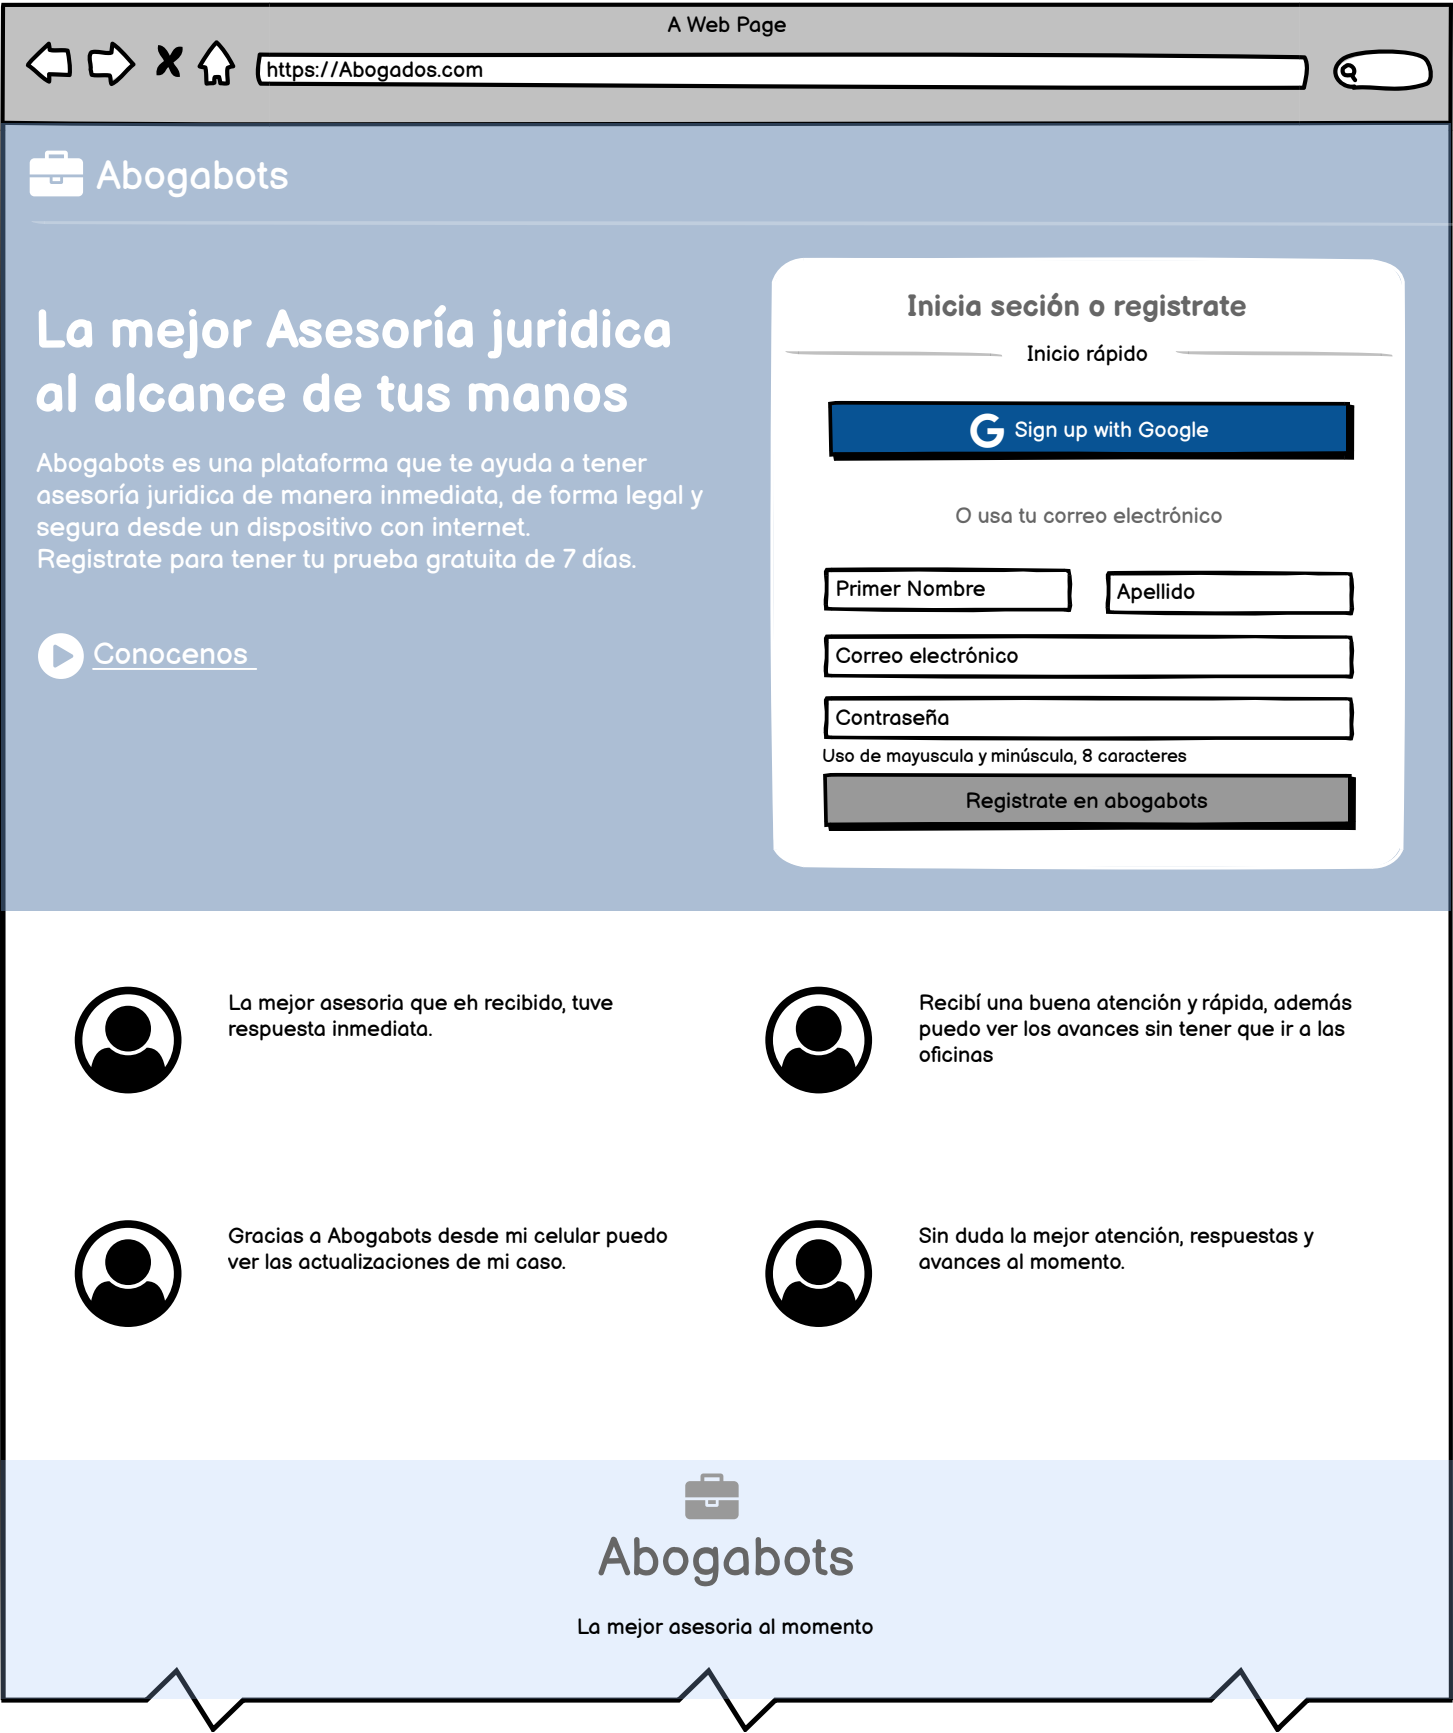 A Web Page
https://Abogados.com
Abogabots
La mejor Asesoría juridica
al alcance de tus manos
Abogabots es una plataforma que te ayuda a tener
asesoría juridica de manera inmediata, de forma legal y
segura desde un dispositivo con internet.
Registrate para tener tu prueba gratuita de 7 días.
Conocenos
Inicia seción o registrate
Inicio rápido
Sign up with Google
O usa tu correo electrónico
Primer Nombre
Apellido
Correo electrónico
Contraseña
Uso de mayuscula y minúscula, 8 caracteres
Registrate en abogabots
La mejor asesoria que eh recibido, tuve
respuesta inmediata.
Recibí una buena atención y rápida, además
puedo ver los avances sin tener que ir a las
oficinas
Gracias a Abogabots desde mi celular puedo
ver las actualizaciones de mi caso.
Sin duda la mejor atención, respuestas y
avances al momento.
Abogabots
La mejor asesoria al momento